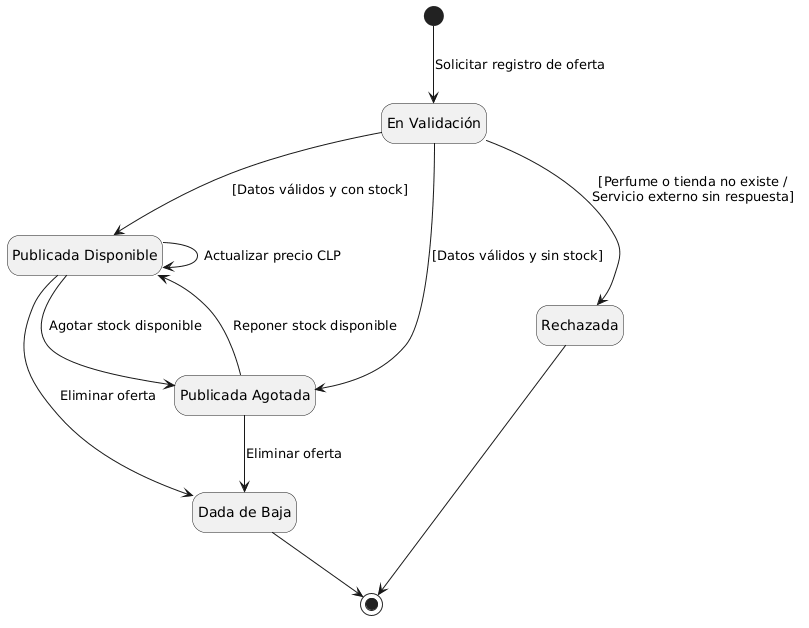 Solicitar registro de oferta
En Validación
[Perfume o tienda no existe /
Servicio externo sin respuesta]
[Datos válidos y con stock]
Publicada Disponible
Actualizar precio CLP
[Datos válidos y sin stock]
Agotar stock disponible
Reponer stock disponible
Rechazada
Eliminar oferta
Publicada Agotada
Eliminar oferta
Dada de Baja